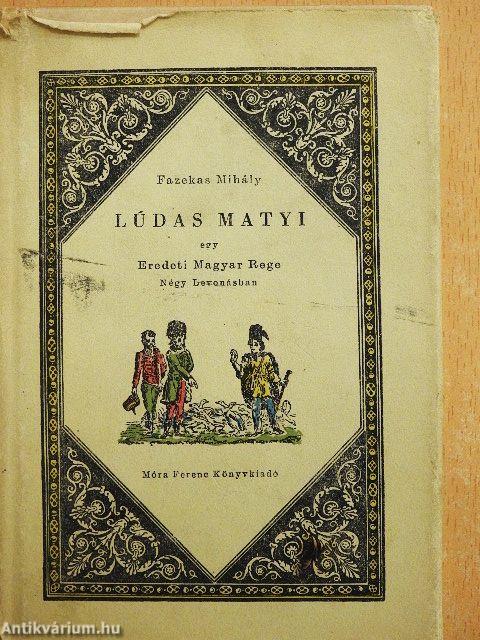 Fazekas Mihály
LÚDAS MATYI
egy
Eredeti Magyar Rege
Négy Levonásban
Móra Ferenc Könyvkiadó
Antikvárium.hu